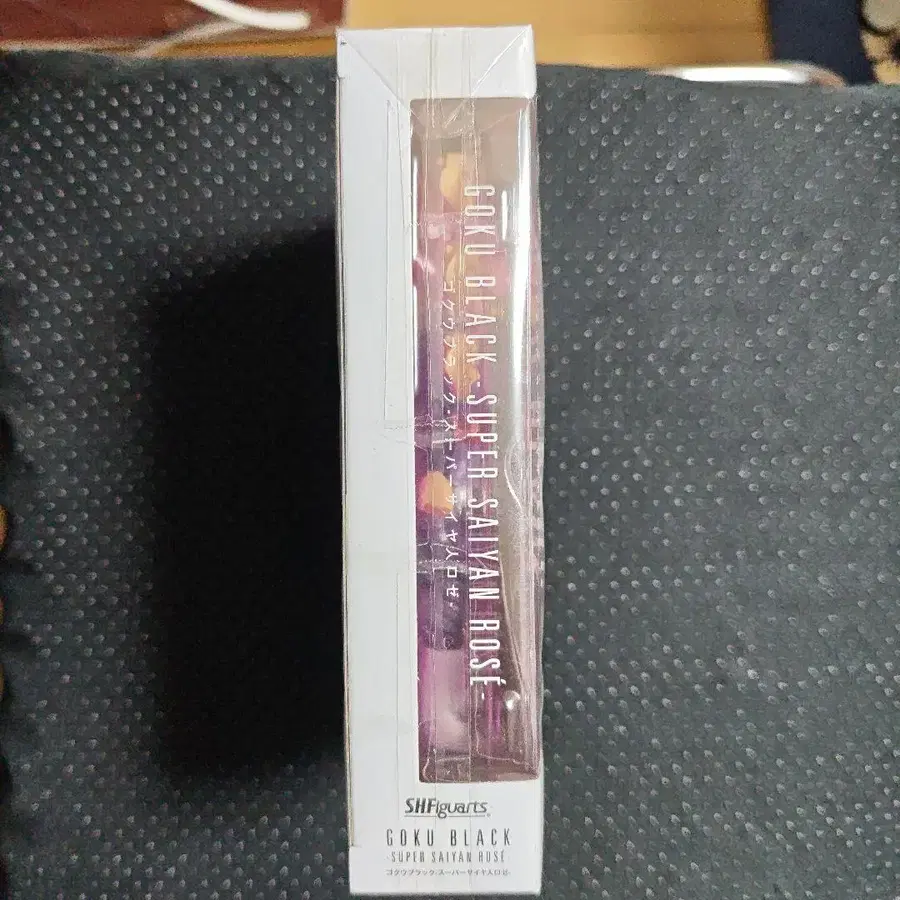 GOKU BLACK -SUPER SAIYAN ROSÉ-
ゴクウブラック-スーパーサイヤ人ロゼ-
S.H.Figuarts
GOKU BLACK
-SUPER SAIYAN ROSÉ-
ゴクウブラック-スーパーサイヤ人ロゼ-